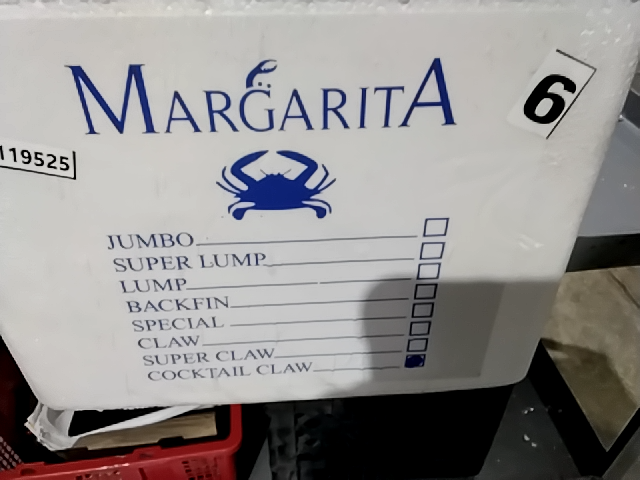 MARGARITA
6
119525
JUMBO
SUPER LUMP
LUMP
BACKFIN
SPECIAL
CLAW
SUPER CLAW
COCKTAIL CLAW